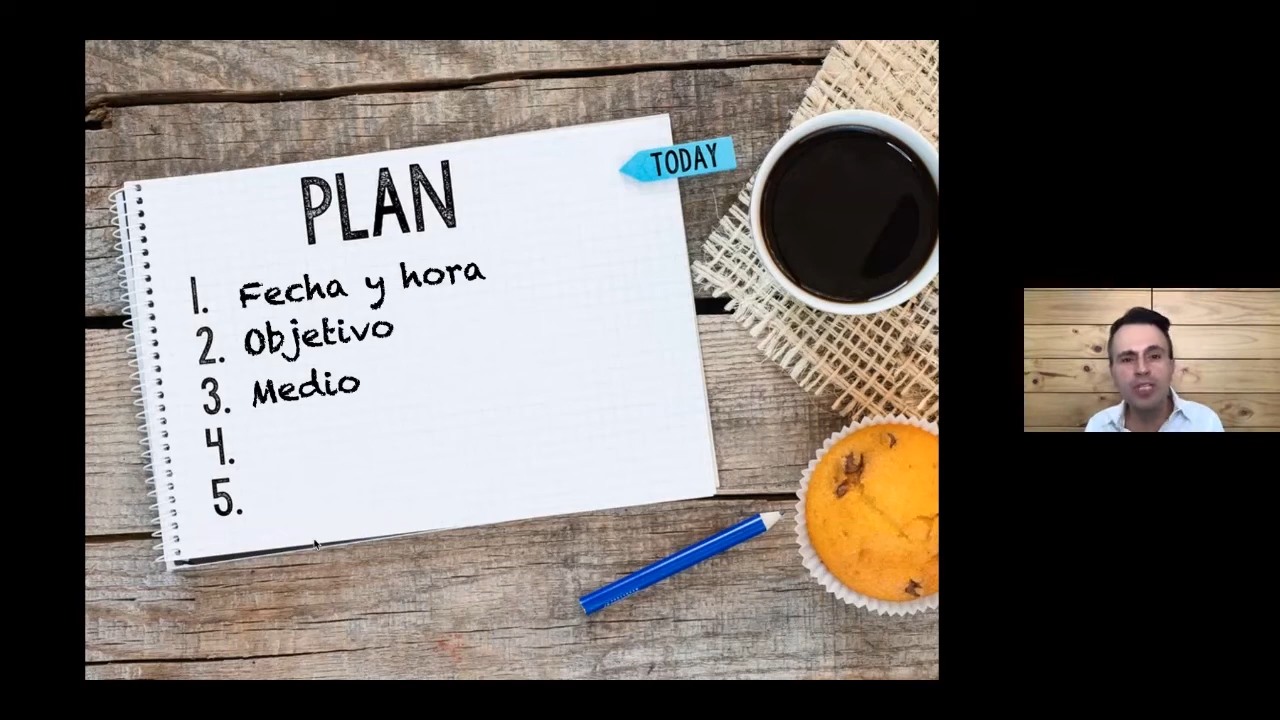 PLAN
TODAY
1. Fecha y hora
2. Objetivo
3. Medio
4.
5.